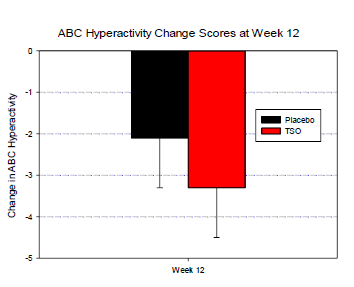 ABC Hyperactivity Change Scores at Week 12
Change in ABC Hyperactivity
0
-1
-2
-3
-4
-5
Placebo
TSO
Week 12